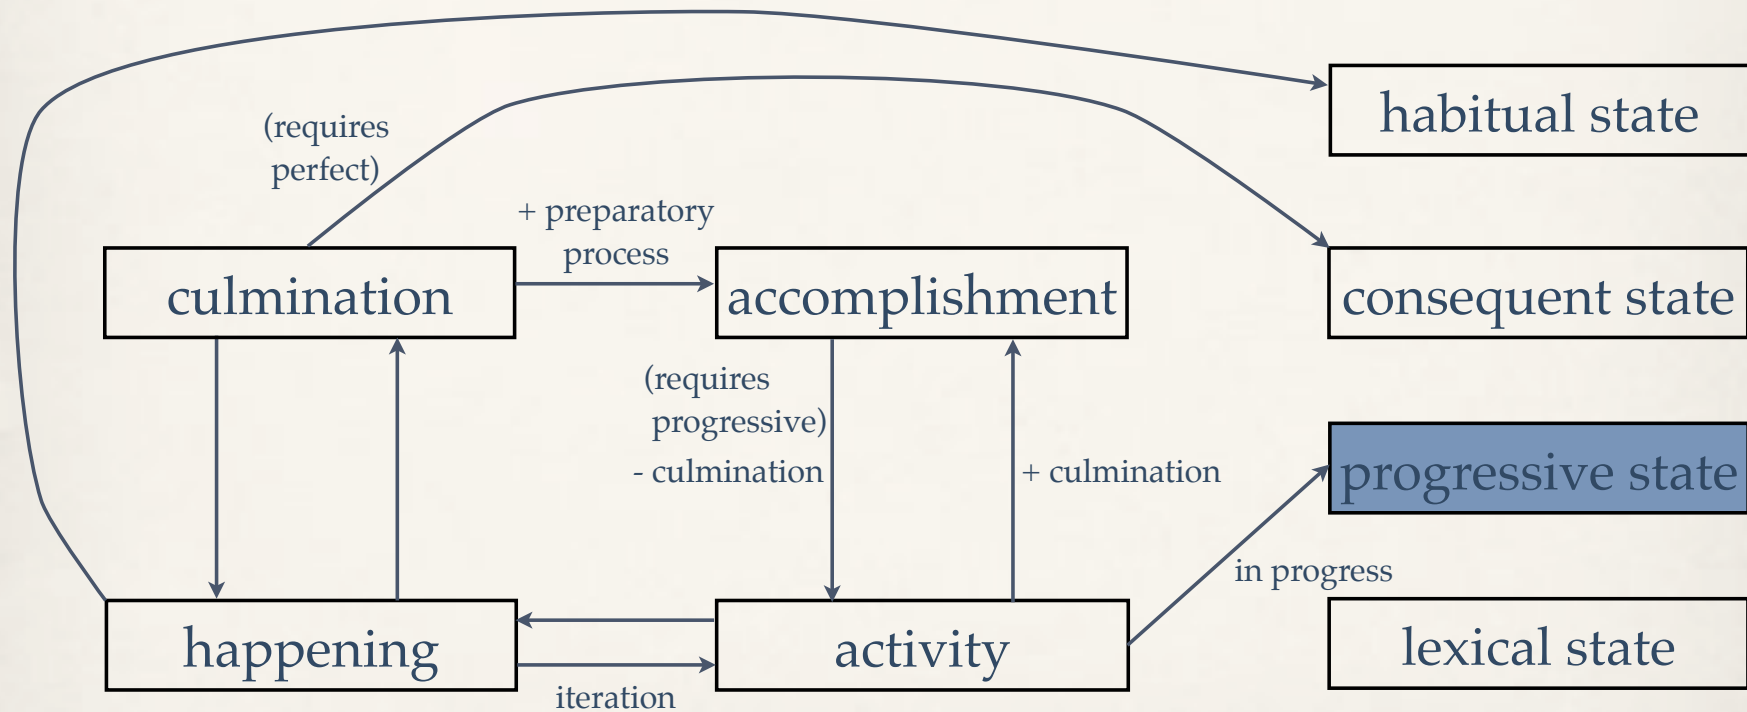 habitual state
(requires
perfect)
+ preparatory
process
culmination
accomplishment
consequent state
(requires
progressive)
- culmination
+ culmination
progressive state
in progress
happening
activity
lexical state
iteration